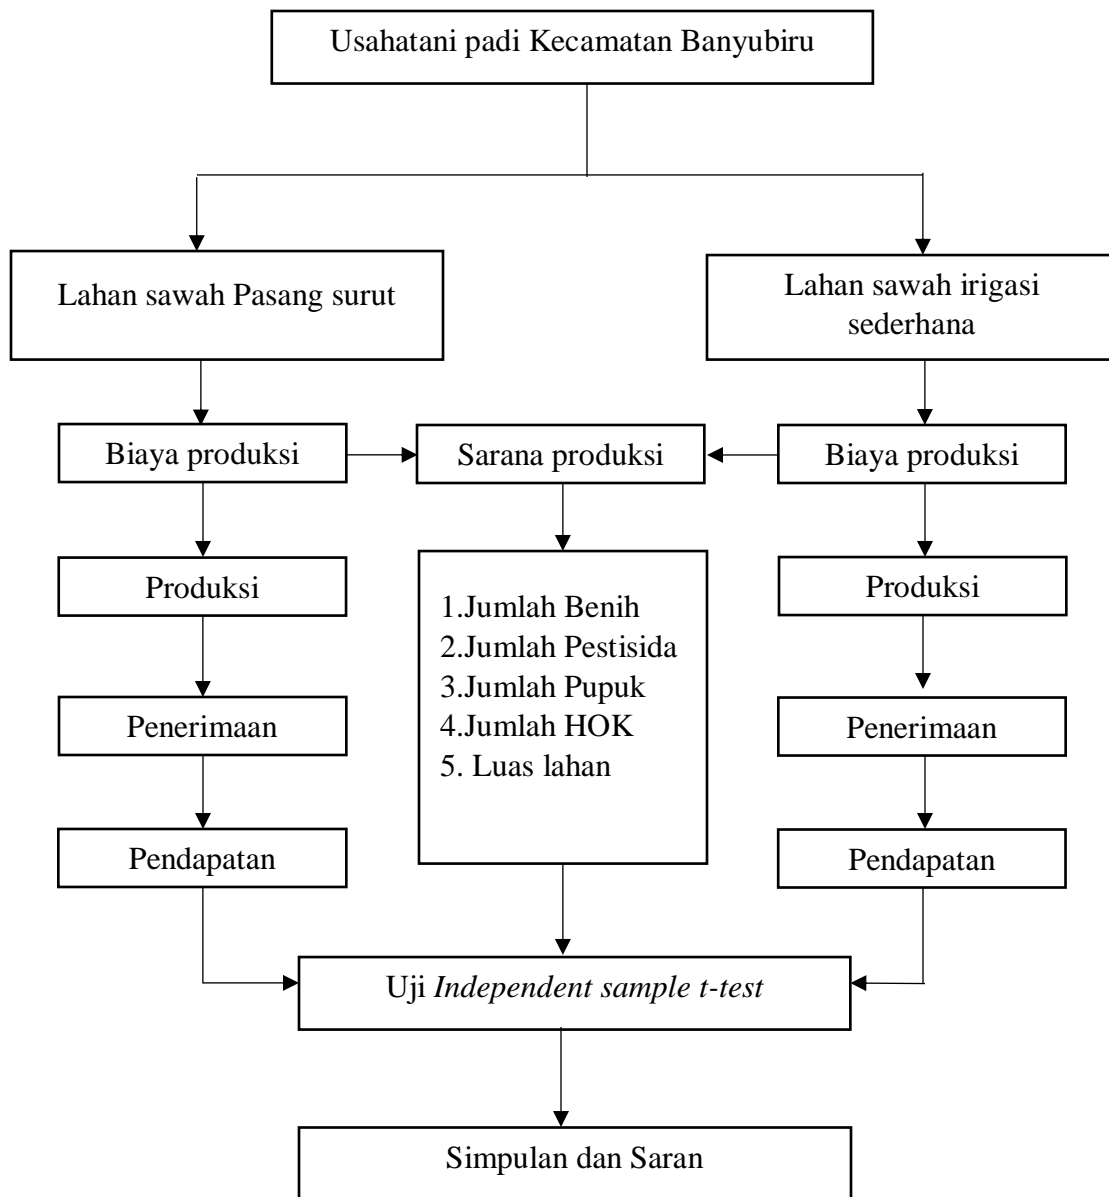 Usahatani padi Kecamatan Banyubiru
Lahan sawah Pasang surut
Lahan sawah irigasi
sederhana
Biaya produksi
Sarana produksi
Biaya produksi
Produksi
1.Jumlah Benih
2.Jumlah Pestisida
3.Jumlah Pupuk
4.Jumlah HOK
5. Luas lahan
Produksi
Penerimaan
Penerimaan
Pendapatan
Pendapatan
Uji Independent sample t-test
Simpulan dan Saran